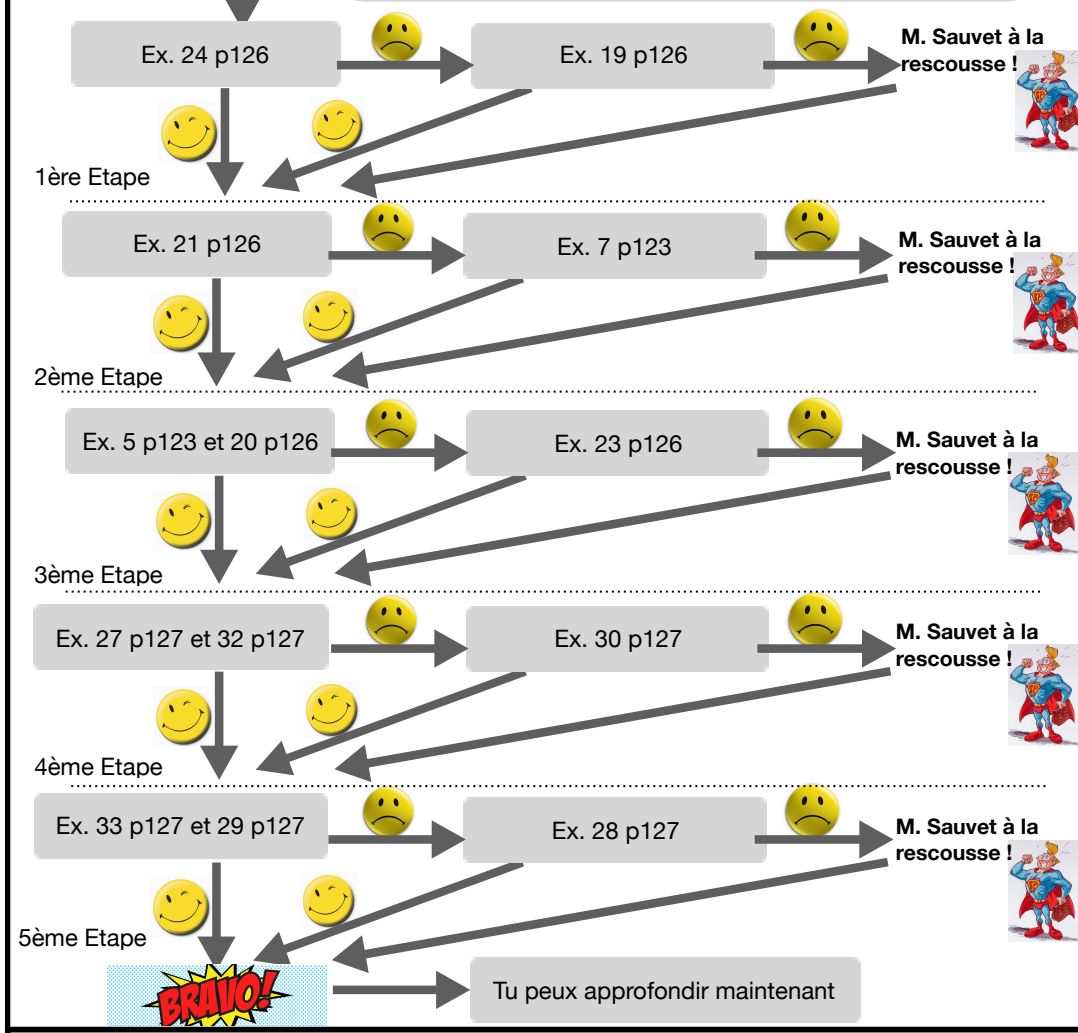 Ex. 24 p126
Ex. 19 p126
M. Sauvet à la
rescousse !
1ère Etape
Ex. 21 p126
Ex. 7 p123
M. Sauvet à la
rescousse !
2ème Etape
Ex. 5 p123 et 20 p126
Ex. 23 p126
M. Sauvet à la
rescousse !
3ème Etape
Ex. 27 p127 et 32 p127
Ex. 30 p127
M. Sauvet à la
rescousse !
4ème Etape
Ex. 33 p127 et 29 p127
Ex. 28 p127
M. Sauvet à la
rescousse !
5ème Etape
BRAVO!
Tu peux approfondir maintenant